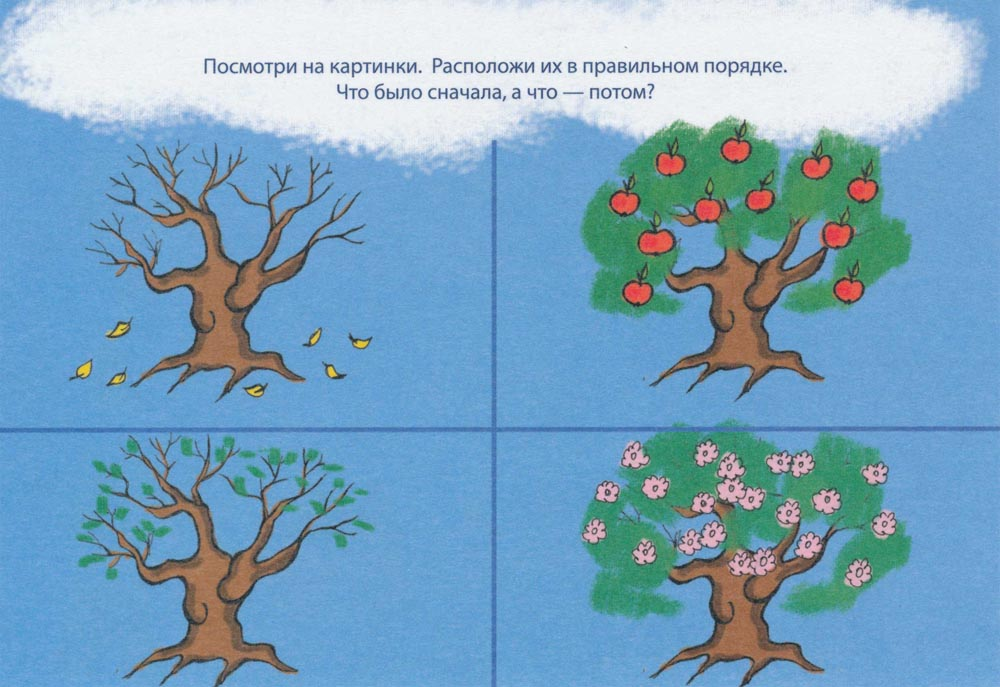 Посмотри на картинки. Расположи их в правильном порядке.
Что было сначала, а что — потом?